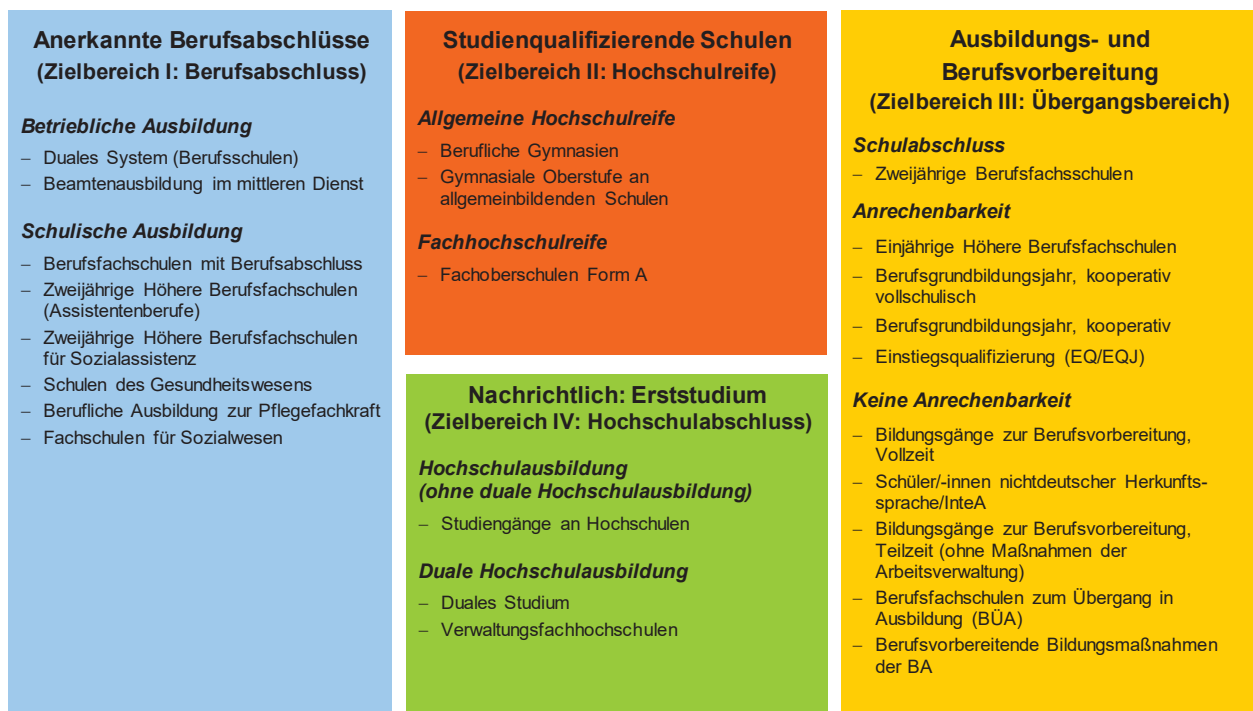 Anerkannte Berufsabschlüsse
(Zielbereich I: Berufsabschluss)
Betriebliche Ausbildung
– Duales System (Berufsschulen)
– Beamtenausbildung im mittleren Dienst
Schulische Ausbildung
– Berufsfachschulen mit Berufsabschluss
– Zweijährige Höhere Berufsfachschulen
(Assistentenberufe)
– Zweijährige Höhere Berufsfachschulen
für Sozialassistenz
– Schulen des Gesundheitswesens
– Berufliche Ausbildung zur Pflegefachkraft
– Fachschulen für Sozialwesen
Studienqualifizierende Schulen
(Zielbereich II: Hochschulreife)
Allgemeine Hochschulreife
– Berufliche Gymnasien
– Gymnasiale Oberstufe an
allgemeinbildenden Schulen
Fachhochschulreife
– Fachoberschulen Form A
Nachrichtlich: Erststudium
(Zielbereich IV: Hochschulabschluss)
Hochschulausbildung
(ohne duale Hochschulausbildung)
– Studiengänge an Hochschulen
Duale Hochschulausbildung
– Duales Studium
– Verwaltungsfachhochschulen
Ausbildungs- und
Berufsvorbereitung
(Zielbereich III: Übergangsbereich)
Schulabschluss
– Zweijährige Berufsfachsschulen
Anrechenbarkeit
– Einjährige Höhere Berufsfachschulen
– Berufsgrundbildungsjahr, kooperativ
vollschulisch
– Berufsgrundbildungsjahr, kooperativ
– Einstiegsqualifizierung (EQ/EQJ)
Keine Anrechenbarkeit
– Bildungsgänge zur Berufsvorbereitung,
Vollzeit
– Schüler/-innen nichtdeutscher Herkunfts-
sprache/InteA
– Bildungsgänge zur Berufsvorbereitung,
Teilzeit (ohne Maßnahmen der
Arbeitsverwaltung)
– Berufsfachschulen zum Übergang in
Ausbildung (BÜA)
– Berufsvorbereitende Bildungsmaßnahmen
der BA